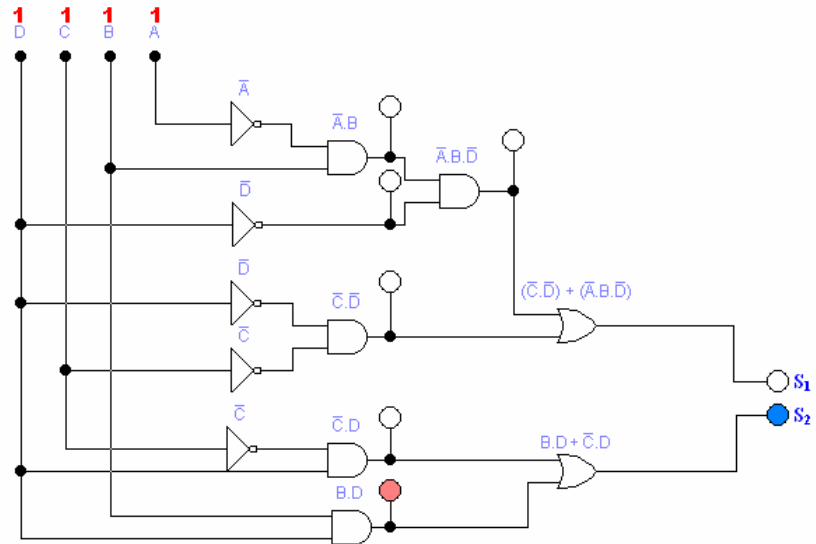 1 1 1 1
D C B A
A̅
A̅.B
A̅.B.D̅
D̅
D̅
C̅.D̅
(C̅.D̅) + (A̅.B.D̅)
C̅
S₁
C̅
C̅.D
B.D+C̅.D
S₂
B.D